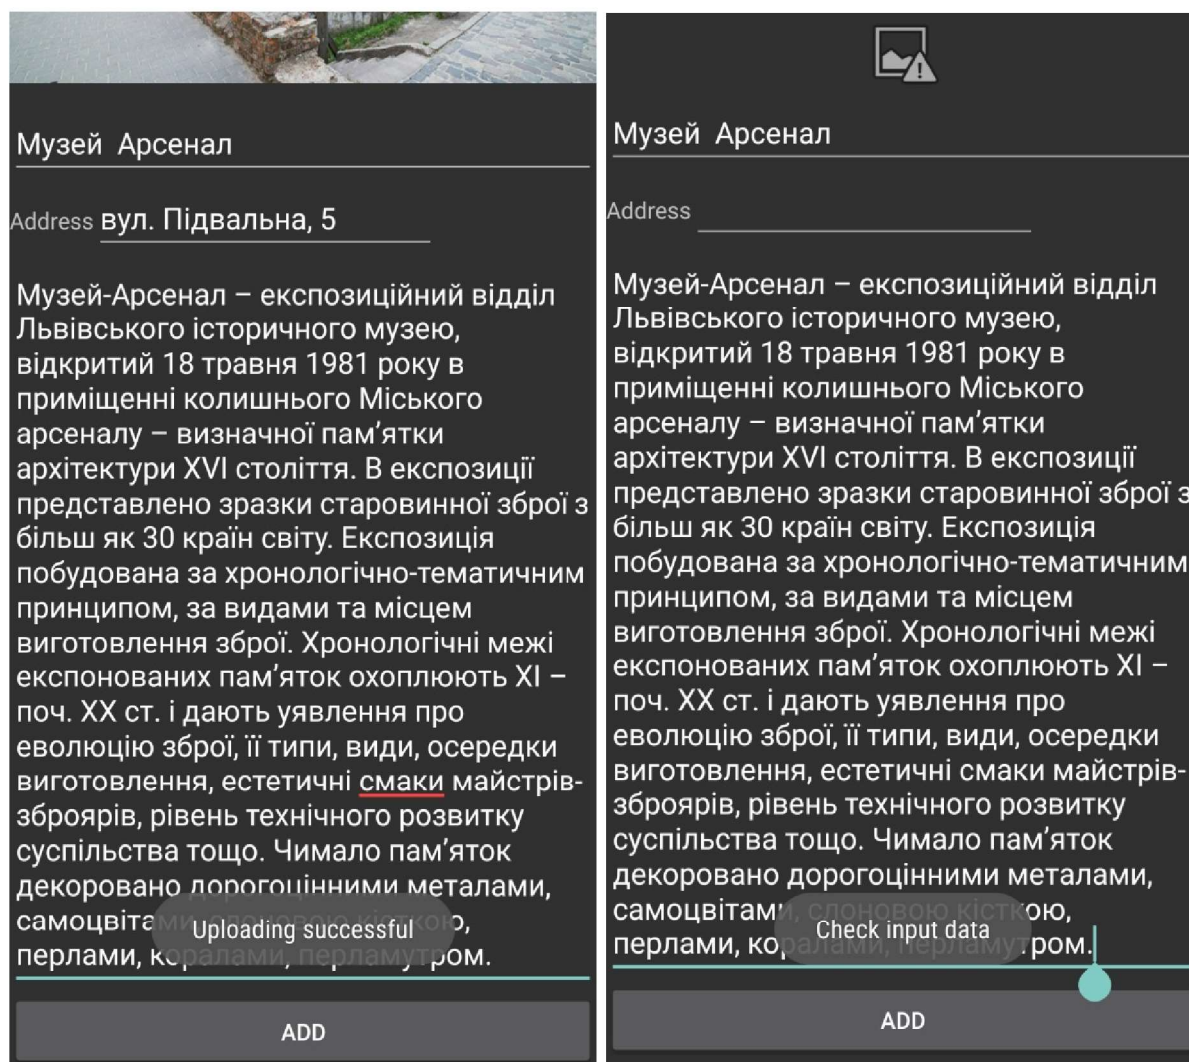 Музей Арсенал
Address вул. Підвальна, 5
Музей-Арсенал – експозиційний відділ
Львівського історичного музею,
відкритий 18 травня 1981 року в
приміщенні колишнього Міського
арсеналу – визначної пам’ятки
архітектури XVI століття. В експозиції
представлено зразки старовинної зброї з
більш як 30 країн світу. Експозиція
побудована за хронологічно-тематичним
принципом, за видами та місцем
виготовлення зброї. Хронологічні межі
експонованих пам’яток охоплюють XI –
поч. XX ст. і дають уявлення про
еволюцію зброї, її типи, види, осередки
виготовлення, естетичні смаки майстрів-
зброярів, рівень технічного розвитку
суспільства тощо. Чимало пам’яток
декоровано дорогоцінними металами,
самоцвітами, слоновою кісткою,
перлами, коралами, перламутром.
Uploading successful
ADD
Музей Арсенал
Address
Музей-Арсенал – експозиційний відділ
Львівського історичного музею,
відкритий 18 травня 1981 року в
приміщенні колишнього Міського
арсеналу – визначної пам’ятки
архітектури XVI століття. В експозиції
представлено зразки старовинної зброї з
більш як 30 країн світу. Експозиція
побудована за хронологічно-тематичним
принципом, за видами та місцем
виготовлення зброї. Хронологічні межі
експонованих пам’яток охоплюють XI –
поч. XX ст. і дають уявлення про
еволюцію зброї, її типи, види, осередки
виготовлення, естетичні смаки майстрів-
зброярів, рівень технічного розвитку
суспільства тощо. Чимало пам’яток
декоровано дорогоцінними металами,
самоцвітами, слоновою кісткою,
перлами, коралами, перламутром.
Check input data
ADD